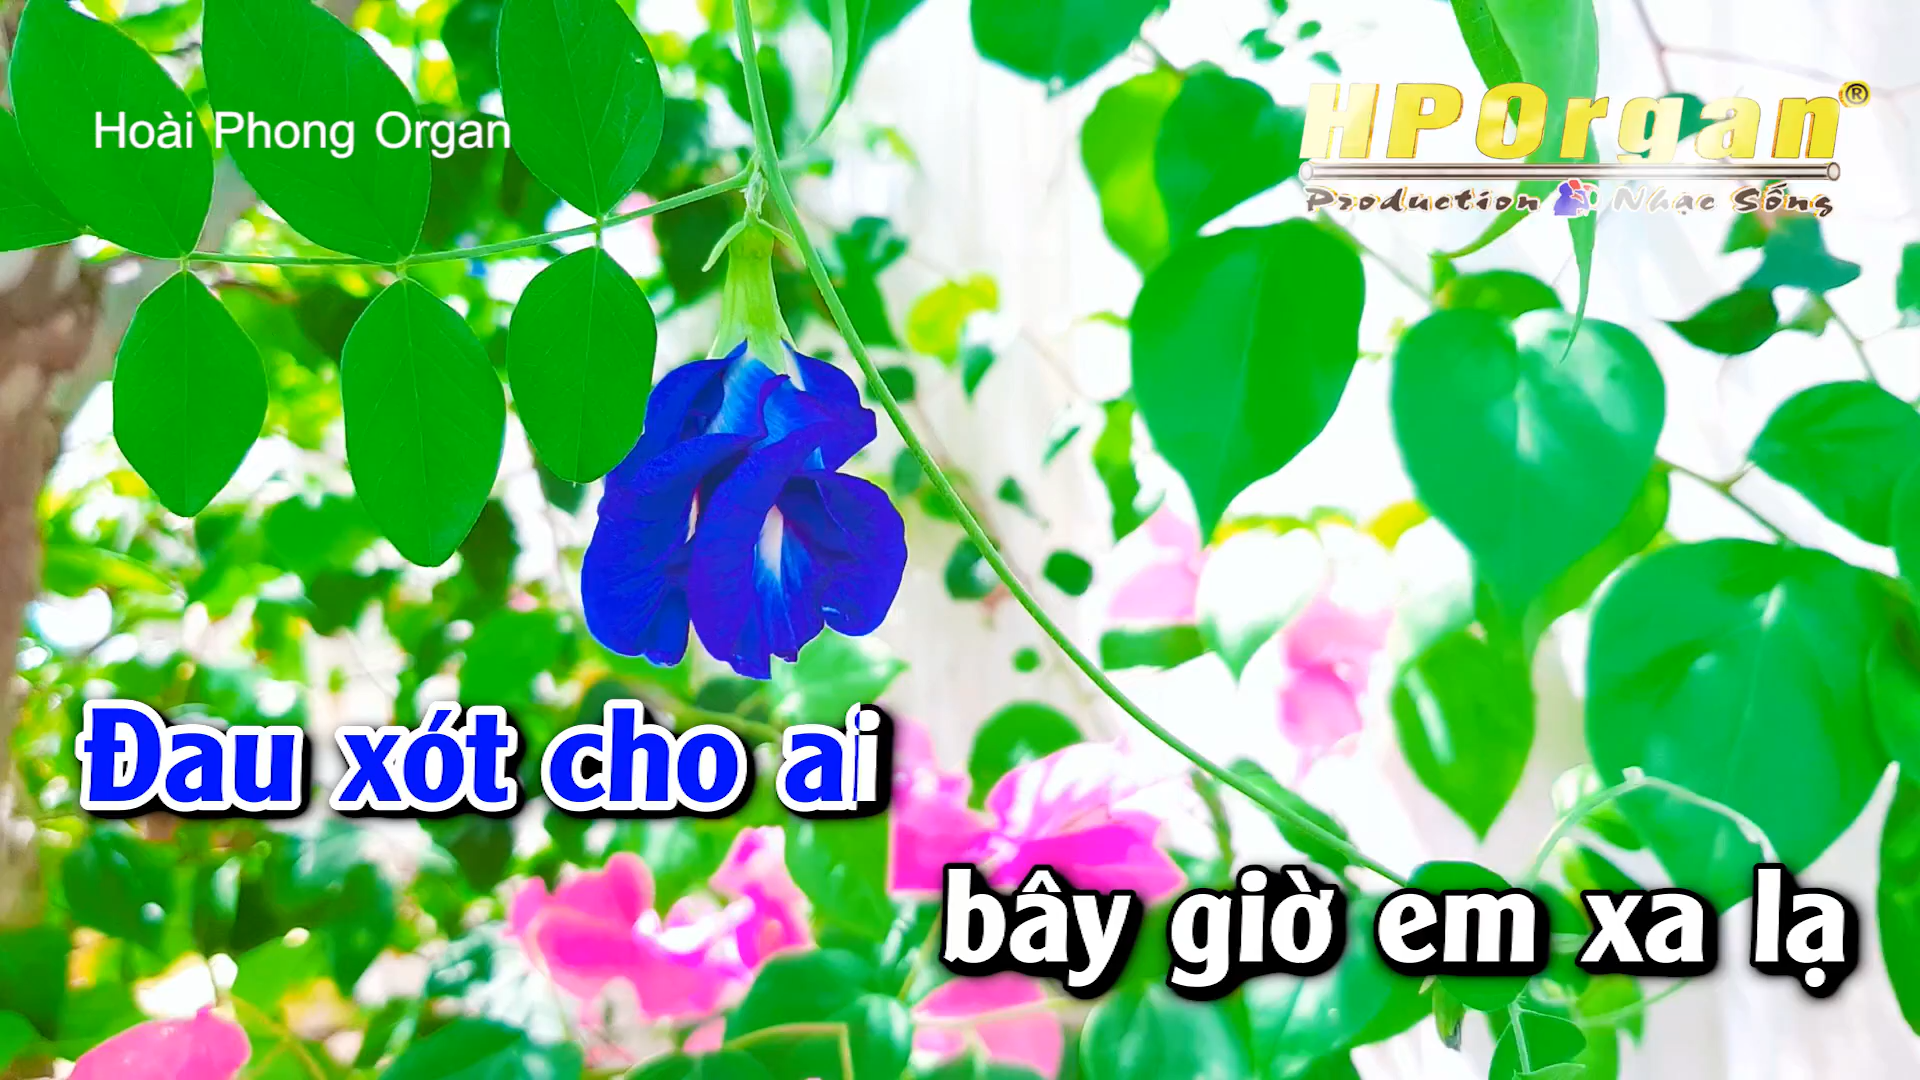 Hoài Phong Organ
HPOrgan®
Production Nhạc Sống
Đau xót cho ai
bây giờ em xa lạ